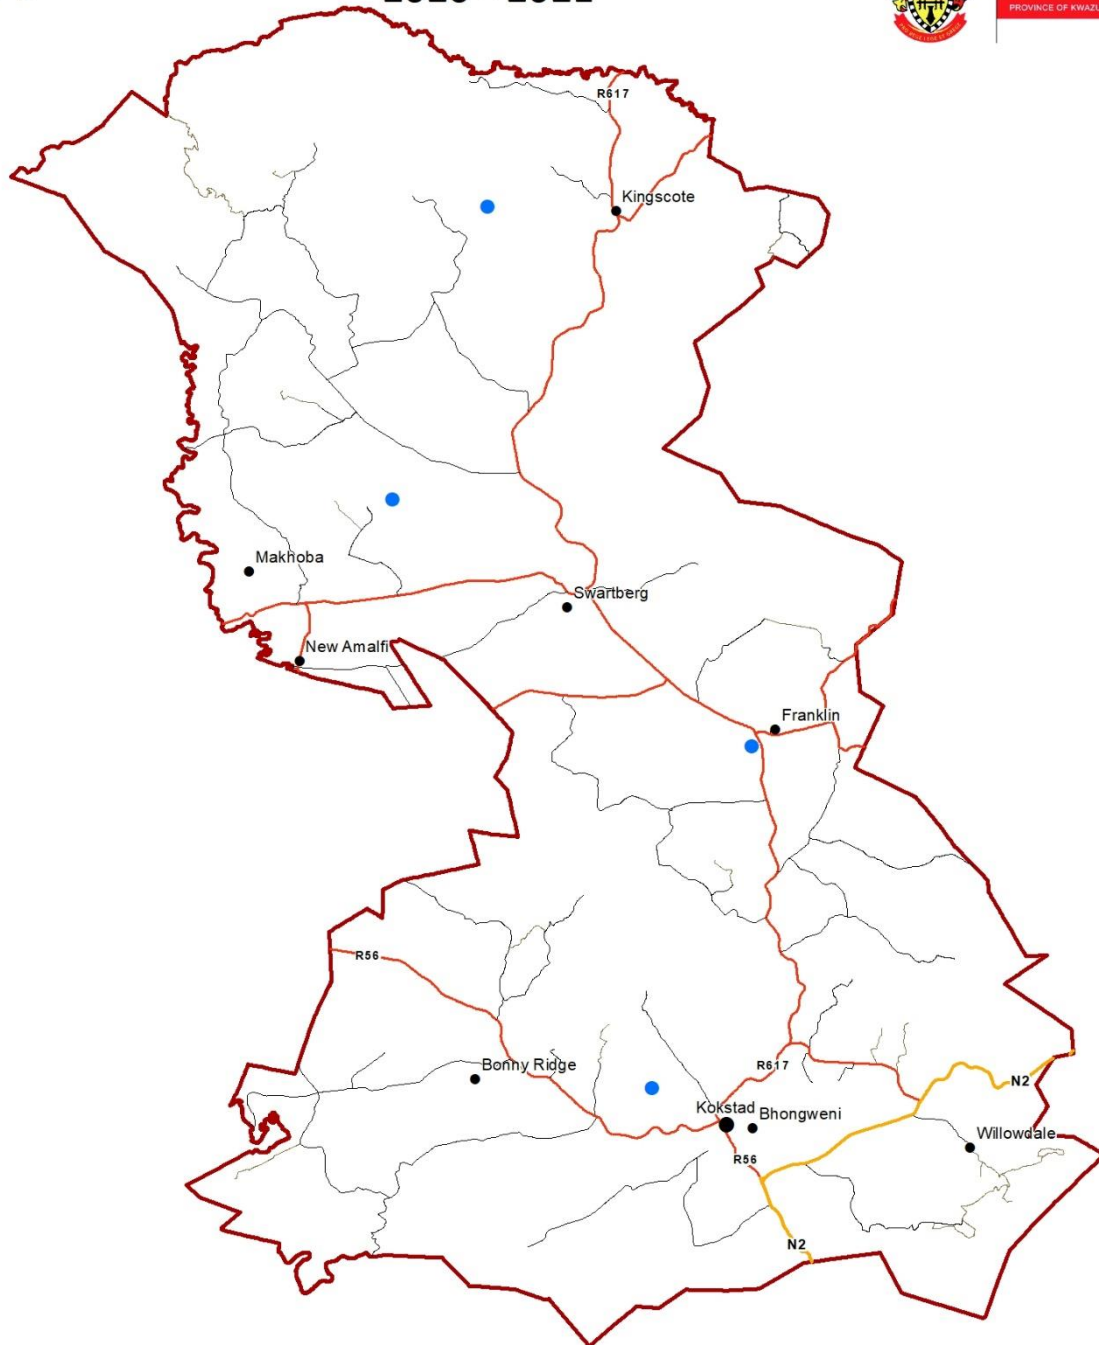 PROVINCE OF KWAZU
R617
Kingscote
Makhoba
Swartberg
New Amalfi
Franklin
R56
Bonny Ridge
R617
N2
Kokstad
Bhongweni
Willowdale
R56
N2